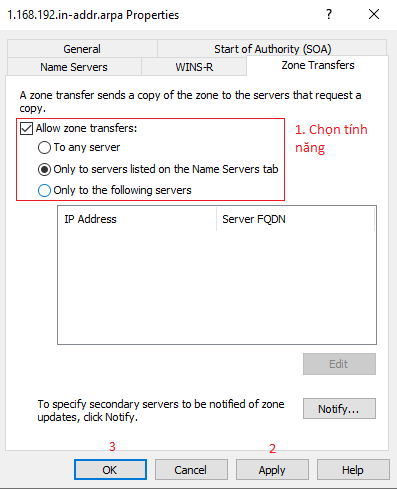 1.168.192.in-addr.arpa Properties
?
General
Start of Authority (SOA)
Name Servers
WINS-R
Zone Transfers
A zone transfer sends a copy of the zone to the servers that request a
copy.
Allow zone transfers:
To any server
Only to servers listed on the Name Servers tab
Only to the following servers
1. Chọn tính
năng
IP Address
Server FQDN
Edit
To specify secondary servers to be notified of zone
updates, click Notify.
Notify...
3
2
OK
Cancel
Apply
Help